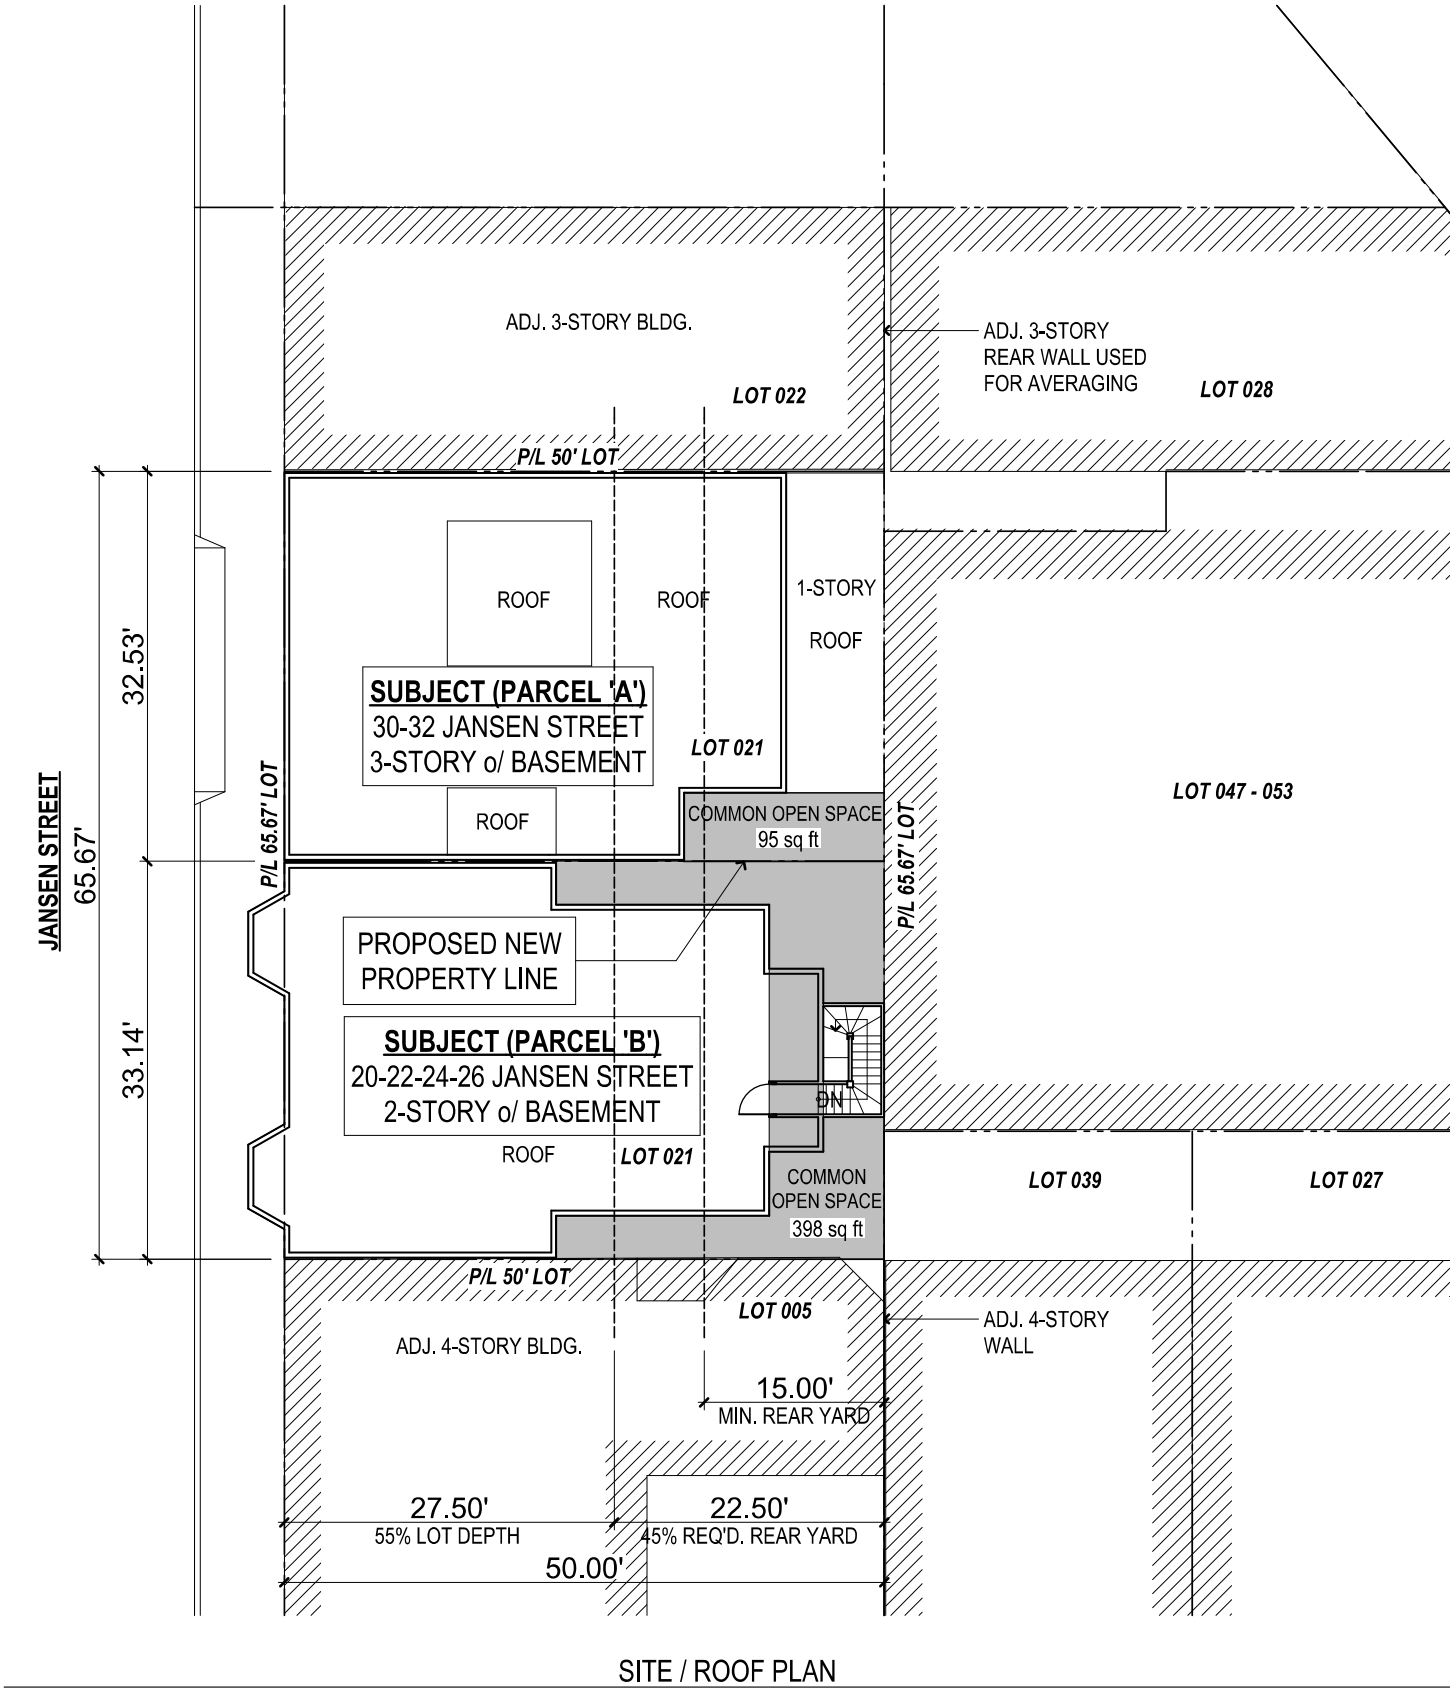 ADJ. 3-STORY BLDG.
LOT 022
ADJ. 3-STORY
REAR WALL USED
FOR AVERAGING
LOT 028
P/L 50' LOT
ROOF
ROOF
1-STORY
ROOF
SUBJECT (PARCEL 'A')
30-32 JANSEN STREET
3-STORY o/ BASEMENT
LOT 021
ROOF
COMMON OPEN SPACE
95 sq ft
32.53'
JANSEN STREET
65.67'
P/L 65.67' LOT
P/L 65.67' LOT
LOT 047 - 053
PROPOSED NEW
PROPERTY LINE
33.14'
SUBJECT (PARCEL 'B')
20-22-24-26 JANSEN STREET
2-STORY o/ BASEMENT
DN
ROOF
LOT 021
COMMON
OPEN SPACE
398 sq ft
LOT 039
LOT 027
P/L 50' LOT
LOT 005
ADJ. 4-STORY BLDG.
ADJ. 4-STORY
WALL
15.00'
MIN. REAR YARD
27.50'
55% LOT DEPTH
22.50'
45% REQ'D. REAR YARD
50.00'
SITE / ROOF PLAN